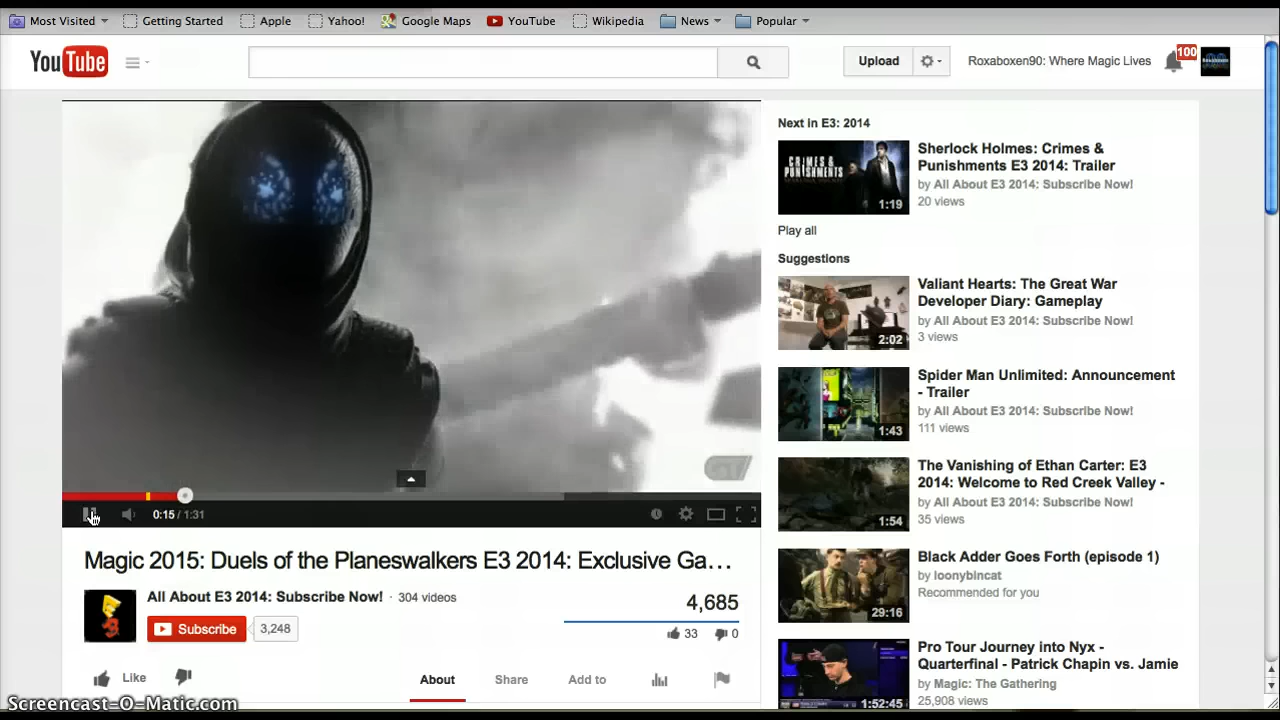 Most Visited Getting Started Apple Yahoo! Google Maps YouTube Wikipedia News Popular
YouTube Upload Roxaboxen90: Where Magic Lives 100
GT
0:15 / 1:31
Magic 2015: Duels of the Planeswalkers E3 2014: Exclusive Ga...
All About E3 2014: Subscribe Now! · 304 videos
Subscribe 3,248
4,685
33 0
Like About Share Add to
Next in E3: 2014
CRIMES &
PUNISHMENTS
1:19
Sherlock Holmes: Crimes &
Punishments E3 2014: Trailer
by All About E3 2014: Subscribe Now!
20 views
Play all
Suggestions
2:02
Valiant Hearts: The Great War
Developer Diary: Gameplay
by All About E3 2014: Subscribe Now!
3 views
1:43
Spider Man Unlimited: Announcement
- Trailer
by All About E3 2014: Subscribe Now!
111 views
1:54
The Vanishing of Ethan Carter: E3
2014: Welcome to Red Creek Valley -
by All About E3 2014: Subscribe Now!
35 views
29:16
Black Adder Goes Forth (episode 1)
by loonybincat
Recommended for you
1:52:45
Pro Tour Journey into Nyx -
Quarterfinal - Patrick Chapin vs. Jamie
by Magic: The Gathering
25,908 views
Screencast-O-Matic.com